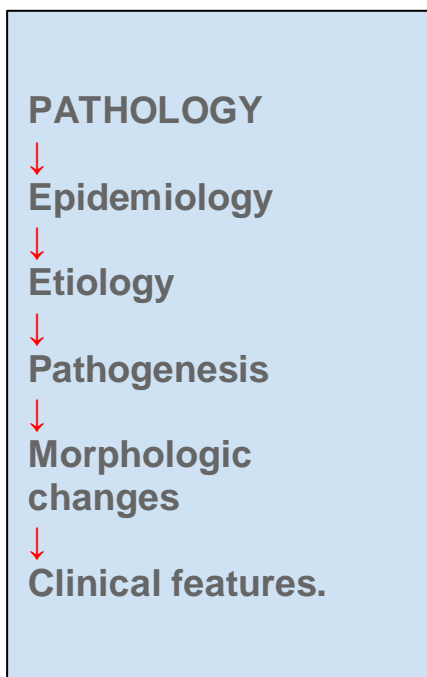 PATHOLOGY
↓
Epidemiology
↓
Etiology
↓
Pathogenesis
↓
Morphologic
changes
↓
Clinical features.